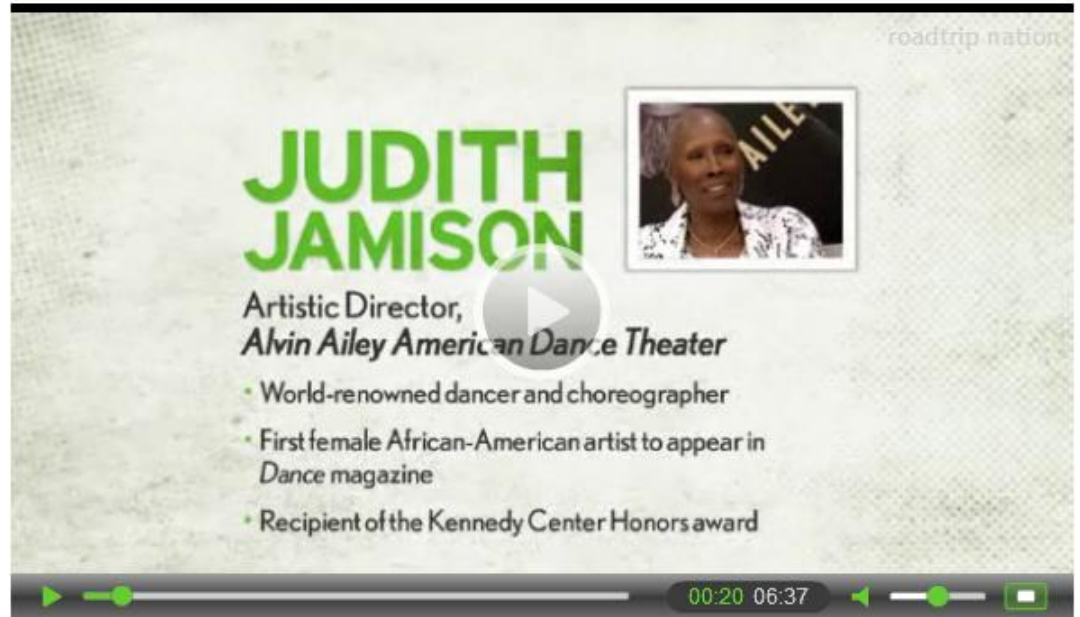 roadtrip nation
JUDITH
JAMISON
AILEY
Artistic Director,
Alvin Ailey American Dance Theater
• World-renowned dancer and choreographer
• First female African-American artist to appear in
Dance magazine
• Recipient of the Kennedy Center Honors award
00:20 06:37